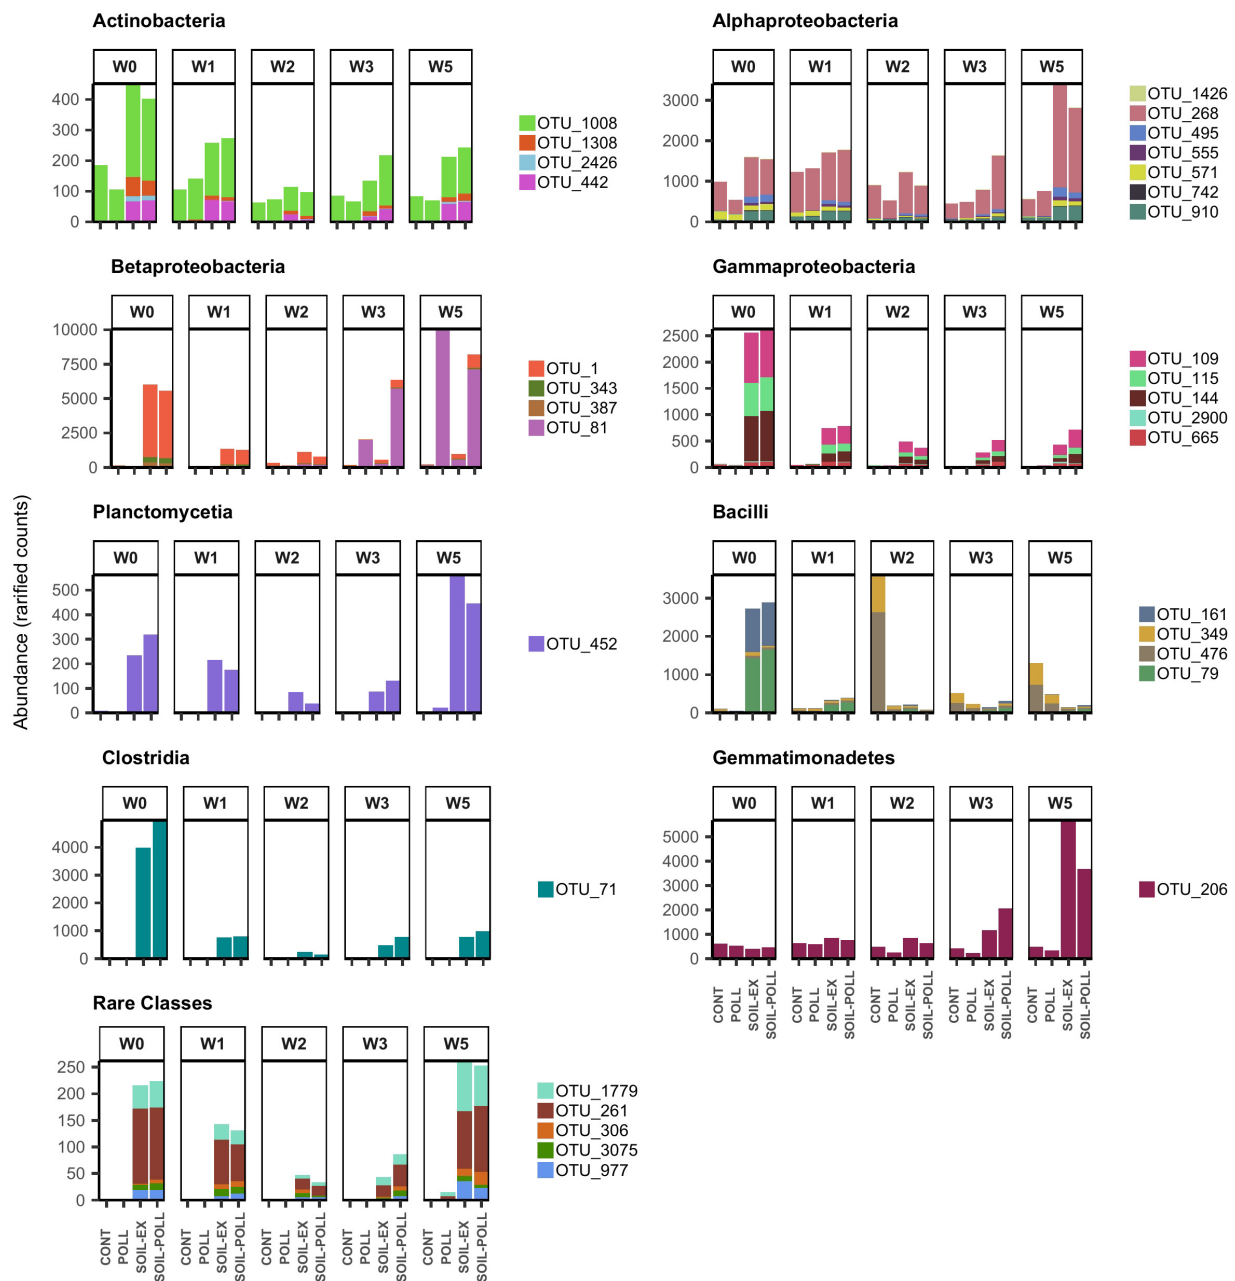 Abundance (rarified counts)
Actinobacteria
W0 W1 W2 W3 W5
400
300
200
100
0
OTU_1008
OTU_1308
OTU_2426
OTU_442
Alphaproteobacteria
W0 W1 W2 W3 W5
3000
2000
1000
0
OTU_1426
OTU_268
OTU_495
OTU_555
OTU_571
OTU_742
OTU_910
Betaproteobacteria
W0 W1 W2 W3 W5
10000
7500
5000
2500
0
OTU_1
OTU_343
OTU_387
OTU_81
Gammaproteobacteria
W0 W1 W2 W3 W5
2500
2000
1500
1000
500
0
OTU_109
OTU_115
OTU_144
OTU_2900
OTU_665
Planctomycetia
W0 W1 W2 W3 W5
500
400
300
200
100
0
OTU_452
Bacilli
W0 W1 W2 W3 W5
3000
2000
1000
0
OTU_161
OTU_349
OTU_476
OTU_79
Clostridia
W0 W1 W2 W3 W5
4000
3000
2000
1000
0
OTU_71
Gemmatimonadetes
W0 W1 W2 W3 W5
5000
4000
3000
2000
1000
0
OTU_206
CONT POLL SOIL-EX SOIL-POLL CONT POLL SOIL-EX SOIL-POLL CONT POLL SOIL-EX SOIL-POLL CONT POLL SOIL-EX SOIL-POLL CONT POLL SOIL-EX SOIL-POLL
Rare Classes
W0 W1 W2 W3 W5
250
200
150
100
50
0
OTU_1779
OTU_261
OTU_306
OTU_3075
OTU_977
CONT POLL SOIL-EX SOIL-POLL CONT POLL SOIL-EX SOIL-POLL CONT POLL SOIL-EX SOIL-POLL CONT POLL SOIL-EX SOIL-POLL CONT POLL SOIL-EX SOIL-POLL